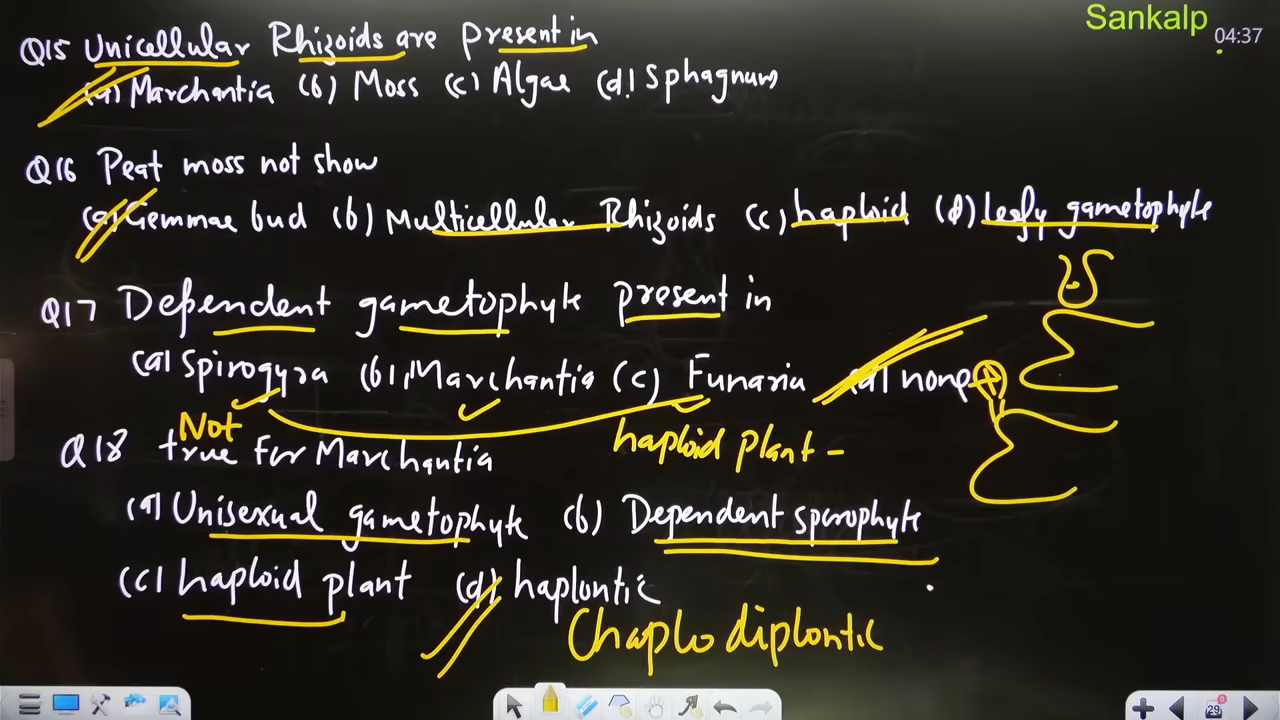 Sankalp
04:37
Q15 Unicellular Rhizoids are present in
(a) Marchantia (b) Moss (c) Algae (d) Sphagnum
Q16 Peat moss not show
(a) Gemmae bud (b) Multicellular Rhizoids (c) haploid (d) leafy gametophyte
Q17 Dependent gametophyte present in
(a) Spirogyra (b) Marchantia (c) Funaria (d) none
Not
haploid plant -
Q18 true For Marchantia
(a) Unisexual gametophyte (b) Dependent sporophyte
(c) haploid plant (d) haplontic
Chaplodiplontic
29